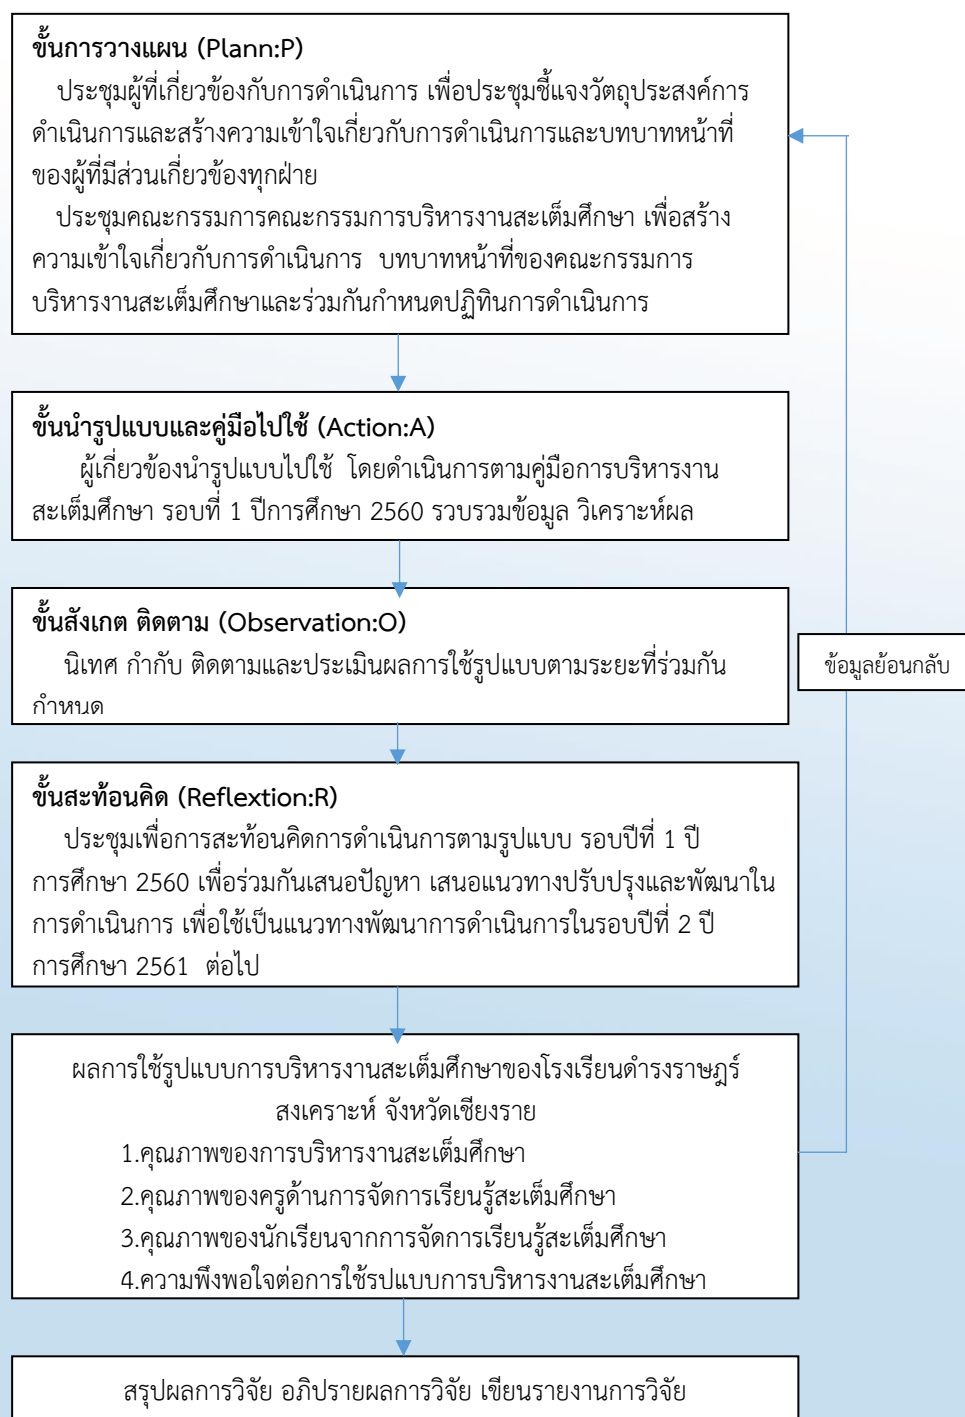 ขั้นการวางแผน (Plann:P)
ประชุมผู้ที่เกี่ยวข้องกับการดำเนินการ เพื่อประชุมชี้แจงวัตถุประสงค์การ
ดำเนินการและสร้างความเข้าใจเกี่ยวกับการดำเนินการและบทบาทหน้าที่
ของผู้ที่มีส่วนเกี่ยวข้องทุกฝ่าย
ประชุมคณะกรรมการคณะกรรมการบริหารงานสะเต็มศึกษา เพื่อสร้าง
ความเข้าใจเกี่ยวกับการดำเนินการ บทบาทหน้าที่ของคณะกรรมการ
บริหารงานสะเต็มศึกษาและร่วมกันกำหนดปฏิทินการดำเนินการ
ขั้นนำรูปแบบและคู่มือไปใช้ (Action:A)
ผู้เกี่ยวข้องนำรูปแบบไปใช้ โดยดำเนินการตามคู่มือการบริหารงาน
สะเต็มศึกษา รอบที่ 1 ปีการศึกษา 2560 รวบรวมข้อมูล วิเคราะห์ผล
ขั้นสังเกต ติดตาม (Observation:O)
นิเทศ กำกับ ติดตามและประเมินผลการใช้รูปแบบตามระยะที่ร่วมกัน
กำหนด
ข้อมูลย้อนกลับ
ขั้นสะท้อนคิด (Reflextion:R)
ประชุมเพื่อการสะท้อนคิดการดำเนินการตามรูปแบบ รอบปีที่ 1 ปี
การศึกษา 2560 เพื่อร่วมกันเสนอปัญหา เสนอแนวทางปรับปรุงและพัฒนาใน
การดำเนินการ เพื่อใช้เป็นแนวทางพัฒนาการดำเนินการในรอบปีที่ 2 ปี
การศึกษา 2561 ต่อไป
ผลการใช้รูปแบบการบริหารงานสะเต็มศึกษาของโรงเรียนดำรงราษฎร์
สงเคราะห์ จังหวัดเชียงราย
1.คุณภาพของการบริหารงานสะเต็มศึกษา
2.คุณภาพของครูด้านการจัดการเรียนรู้สะเต็มศึกษา
3.คุณภาพของนักเรียนจากการจัดการเรียนรู้สะเต็มศึกษา
4.ความพึงพอใจต่อการใช้รูปแบบการบริหารงานสะเต็มศึกษา
สรุปผลการวิจัย อภิปรายผลการวิจัย เขียนรายงานการวิจัย